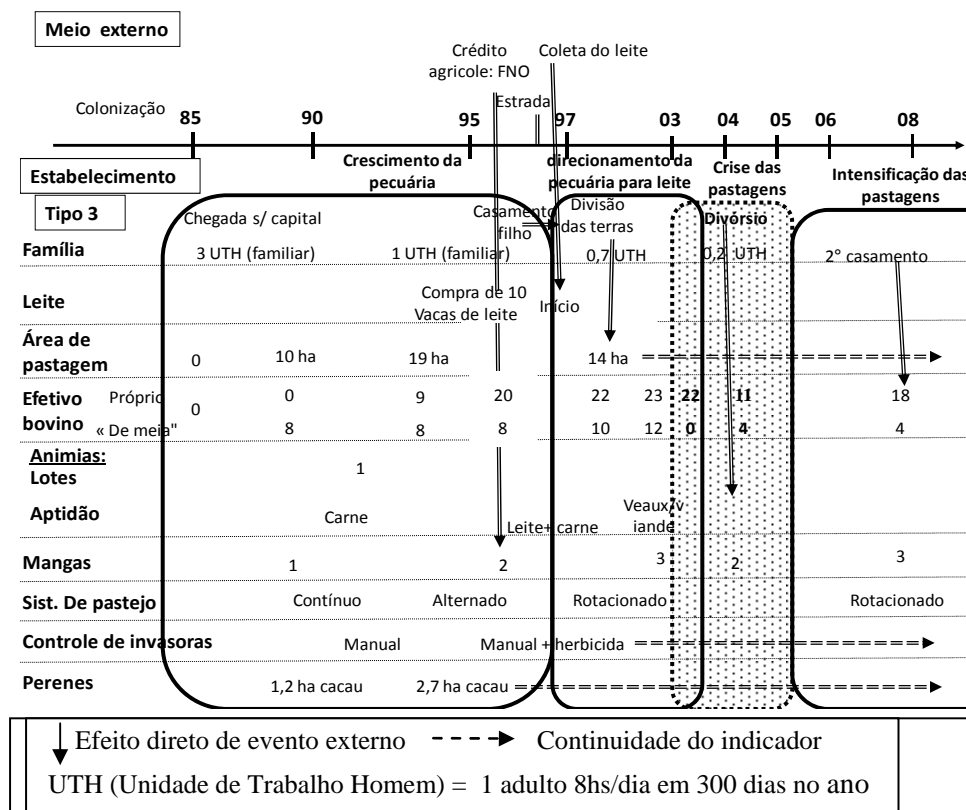 Meio externo
Crédito
agricole: FNO
Coleta do leite
Estrada
Colonização
85 90 95 97 03 04 05 06 08
Estabelecimento
Crescimento da
pecuária
direcionamento da
pecuária para leite
Crise das
pastagens
Intensificação das
pastagens
Tipo 3
Chegada s/ capital
Casamento
filho
Divisão
das terras
Divórsio
Família
3 UTH (familiar) 1 UTH (familiar) 0,7 UTH 0,2 UTH 2° casamento
Leite
Compra de 10
Vacas de leite
Início
Área de
pastagem
0 10 ha 19 ha 14 ha
Efetivo
bovino
Próprio 0 9 20 22 23 22 11 18
0
« De meia" 8 8 8 10 12 0 4 4
Animias:
Lotes
1
Aptidão
Carne
Leite+ carne
Veaux/v
iande
Mangas 1 2 3 2 3
Sist. De pastejo Contínuo Alternado Rotacionado Rotacionado
Controle de invasoras Manual Manual + herbicida
Perenes 1,2 ha cacau 2,7 ha cacau
Efeito direto de evento externo Continuidade do indicador
UTH (Unidade de Trabalho Homem) = 1 adulto 8hs/dia em 300 dias no ano